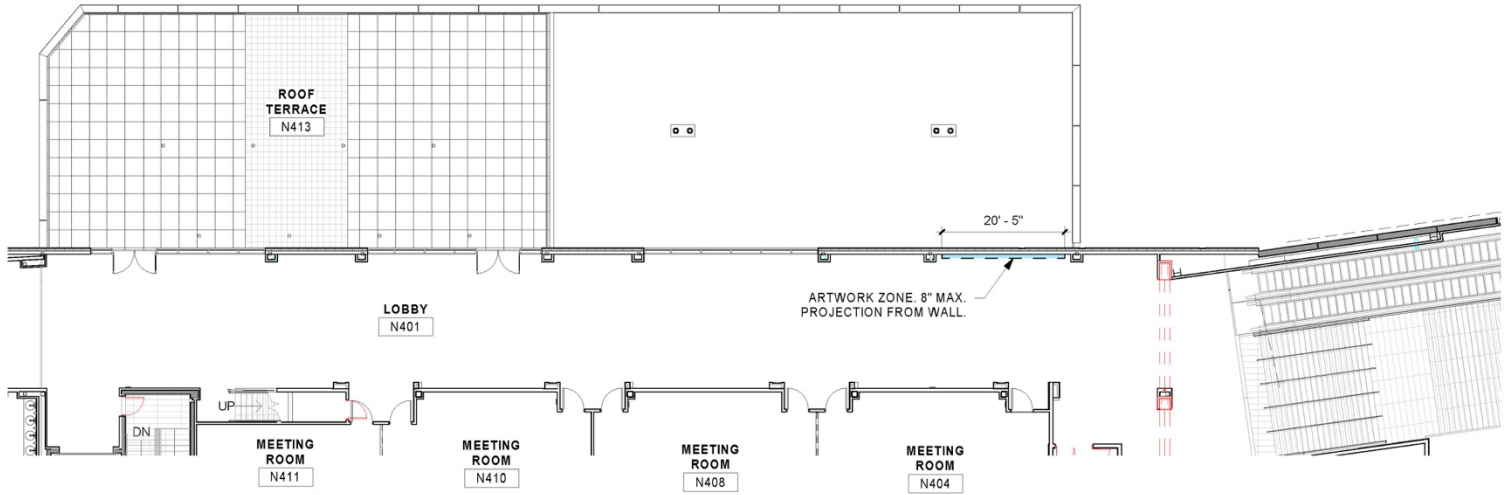 ROOF
TERRACE
N413
20' - 5"
ARTWORK ZONE. 8" MAX.
PROJECTION FROM WALL.
LOBBY
N401
UP
DN
MEETING
ROOM
N411
MEETING
ROOM
N410
MEETING
ROOM
N408
MEETING
ROOM
N404